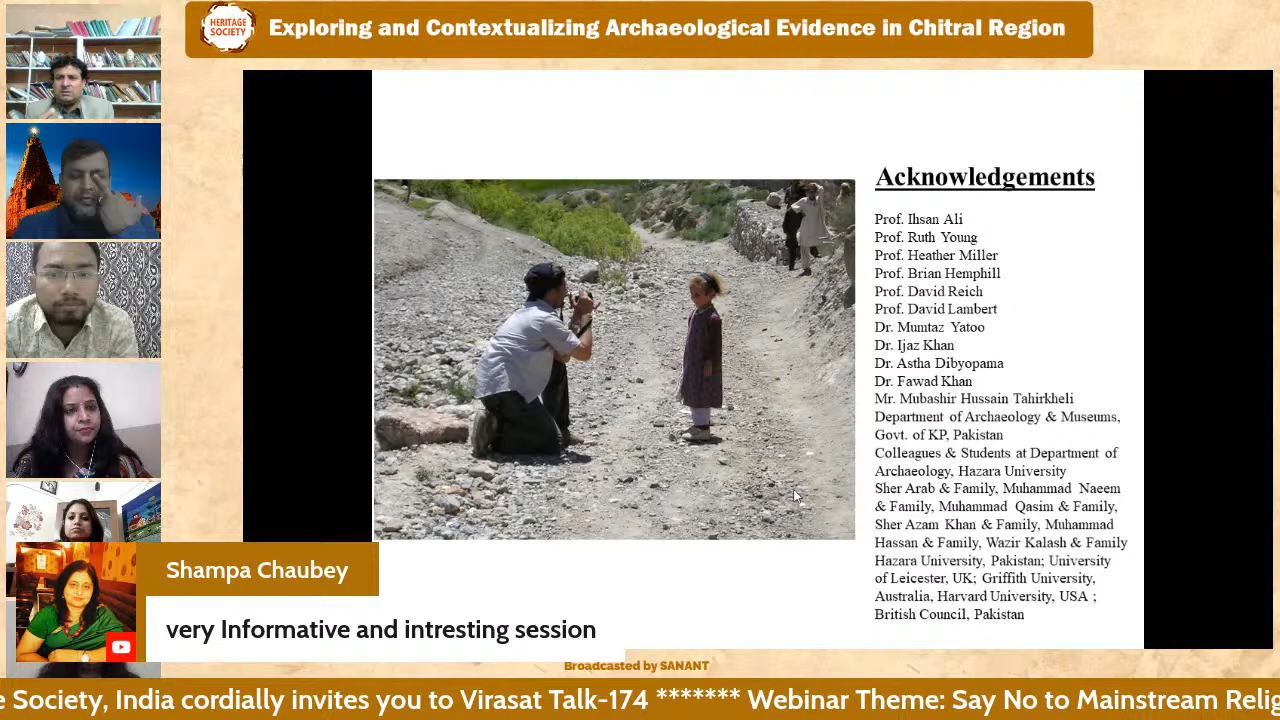 HERITAGE
SOCIETY
Exploring and Contextualizing Archaeological Evidence in Chitral Region
Acknowledgements
Prof. Ihsan Ali
Prof. Ruth Young
Prof. Heather Miller
Prof. Brian Hemphill
Prof. David Reich
Prof. David Lambert
Dr. Mumtaz Yatoo
Dr. Ijaz Khan
Dr. Astha Dibyopama
Dr. Fawad Khan
Mr. Mubashir Hussain Tahirkheli
Department of Archaeology & Museums,
Govt. of KP, Pakistan
Colleagues & Students at Department of
Archaeology, Hazara University
Sher Arab & Family, Muhammad Naeem
& Family, Muhammad Qasim & Family,
Sher Azam Khan & Family, Muhammad
Hassan & Family, Wazir Kalash & Family
Hazara University, Pakistan; University
of Leicester, UK; Griffith University,
Australia, Harvard University, USA ;
British Council, Pakistan
Shampa Chaubey
very Informative and intresting session
Broadcasted by SANANT
e Society, India cordially invites you to Virasat Talk-174 ******* Webinar Theme: Say No to Mainstream Relig